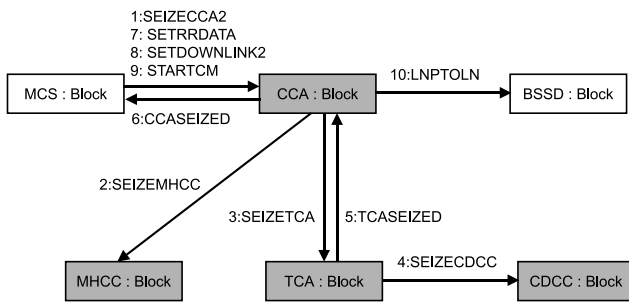 1:SEIZECCA2
7: SETRRDATA
8: SETDOWNLINK2
9: STARTCM
MCS : Block
CCA : Block
10:LNPTOLN
BSSD : Block
6:CCASEIZED
2:SEIZEMHCC
3:SEIZETCA
5:TCASEIZED
MHCC : Block
TCA : Block
4:SEIZECDCC
CDCC : Block